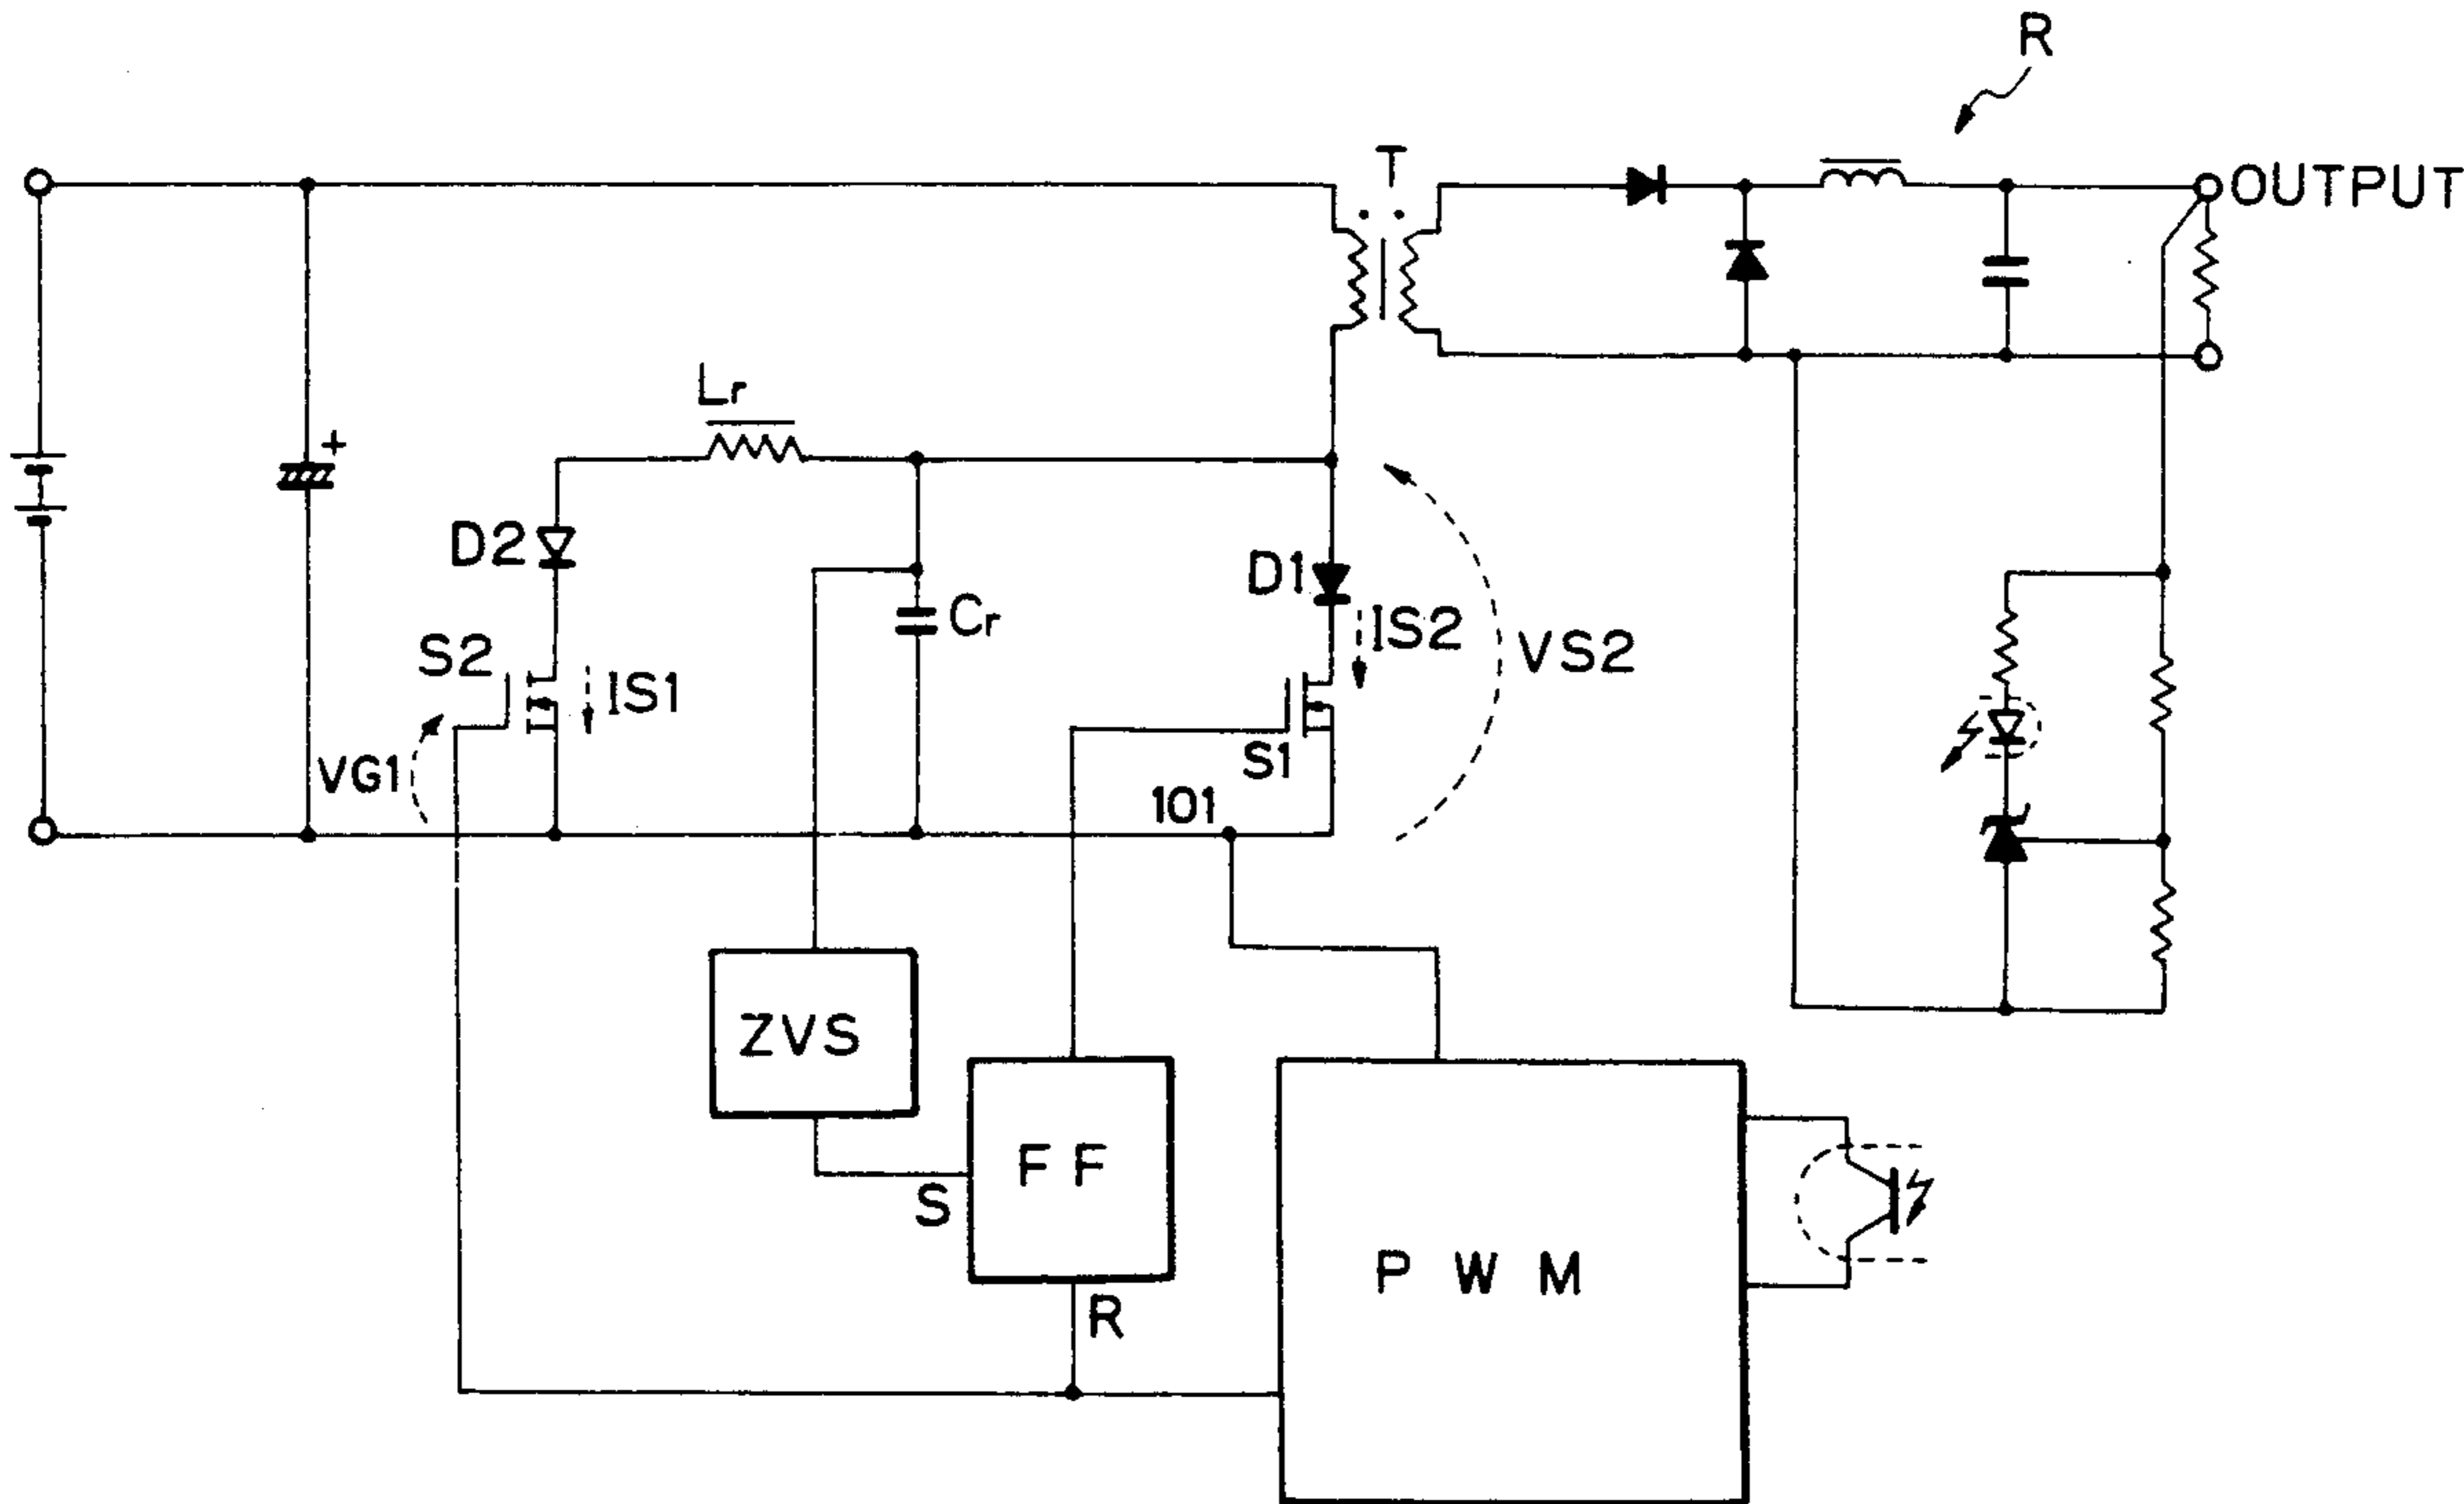 R
T
OUTPUT
Lr
+
D2
Cr
D1
IS2
VS2
S2
IS1
VG1
S1
101
ZVS
FF
S
R
PWM